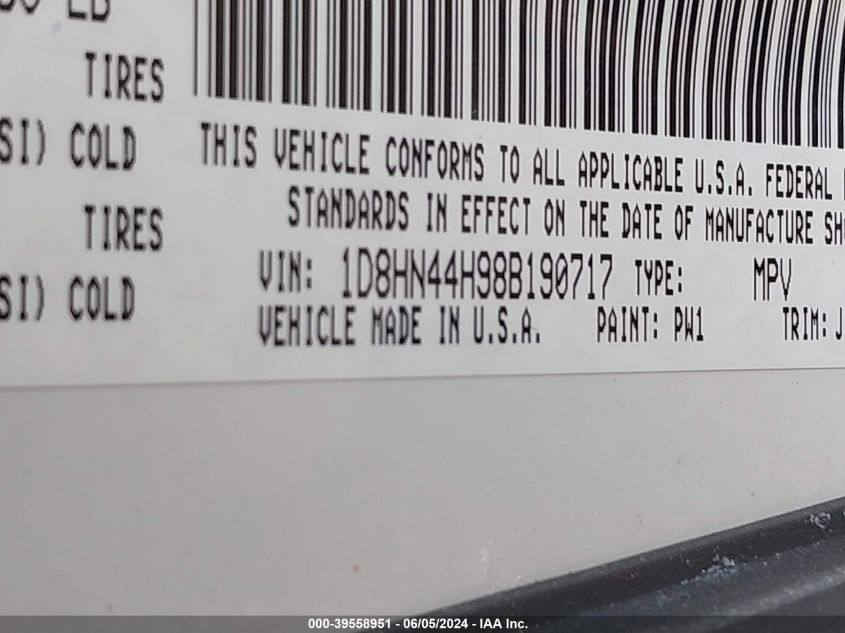 LB
TIRES
SI) COLD
TIRES
SI) COLD
THIS VEHICLE CONFORMS TO ALL APPLICABLE U.S.A. FEDERAL
STANDARDS IN EFFECT ON THE DATE OF MANUFACTURE SH
VIN: 1D8HN44H98B190717 TYPE: MPV
VEHICLE MADE IN U.S.A. PAINT: PW1 TRIM: J
000-39558951 - 06/05/2024 - IAA Inc.